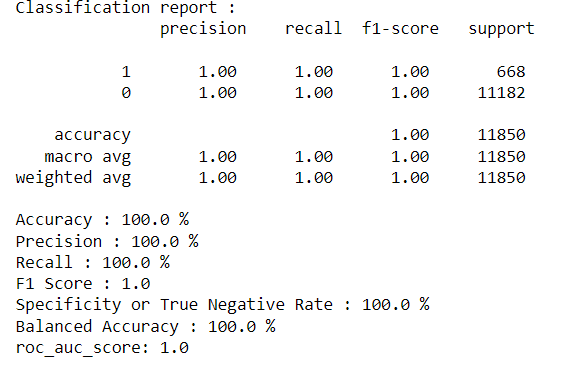 Classification report :
precision recall f1-score support
1 1.00 1.00 1.00 668
0 1.00 1.00 1.00 11182
accuracy 1.00 11850
macro avg 1.00 1.00 1.00 11850
weighted avg 1.00 1.00 1.00 11850
Accuracy : 100.0 %
Precision : 100.0 %
Recall : 100.0 %
F1 Score : 1.0
Specificity or True Negative Rate : 100.0 %
Balanced Accuracy : 100.0 %
roc_auc_score: 1.0